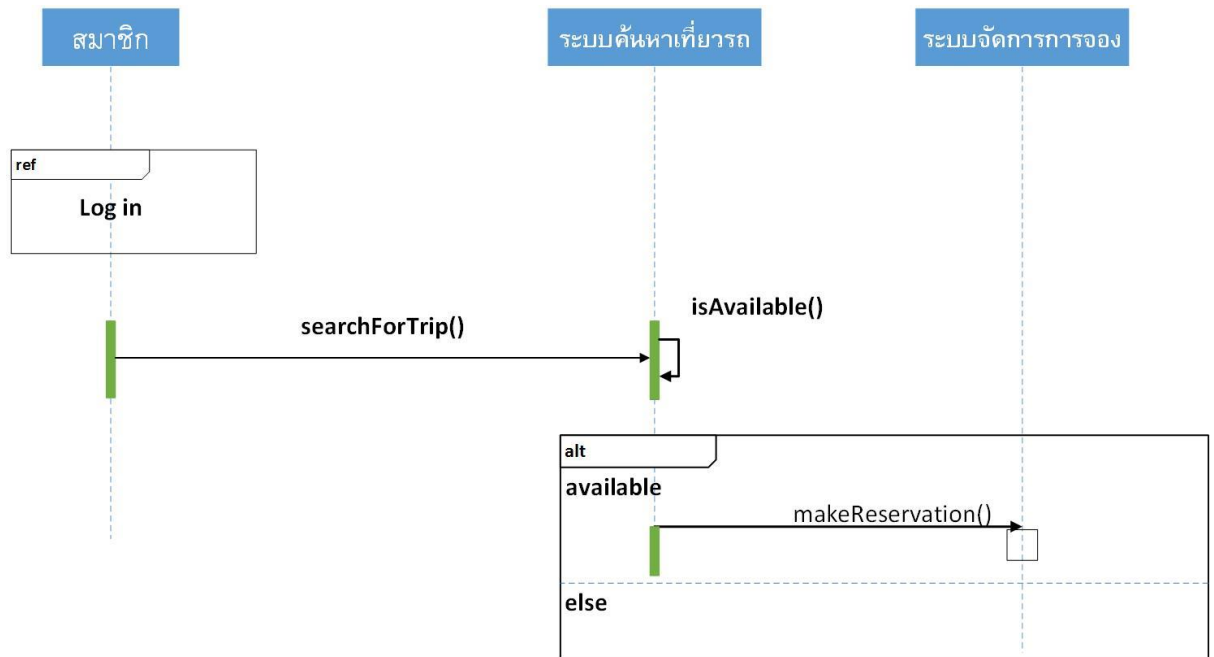 สมาชิก
ระบบค้นหาเที่ยวรถ
ระบบจัดการการจอง
ref
Log in
isAvailable()
searchForTrip()
alt
available
makeReservation()
else